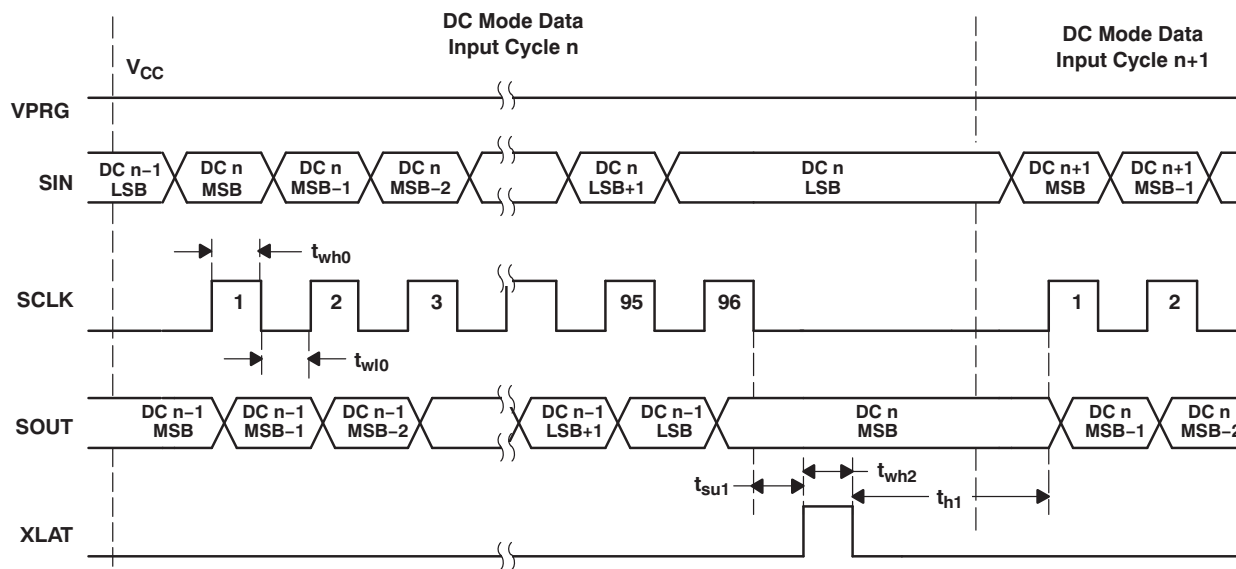 DC Mode Data
Input Cycle n
DC Mode Data
Input Cycle n+1
VCC
VPRG
SIN
DC n−1
LSB
DC n
MSB
DC n
MSB−1
DC n
MSB−2
DC n
LSB+1
DC n
LSB
DC n+1
MSB
DC n+1
MSB−1
twh0
SCLK
1
2
3
95
96
1
2
twl0
SOUT
DC n−1
MSB
DC n−1
MSB−1
DC n−1
MSB−2
DC n−1
LSB+1
DC n−1
LSB
DC n
MSB
DC n
MSB−1
DC n
MSB−2
tsu1
twh2
th1
XLAT